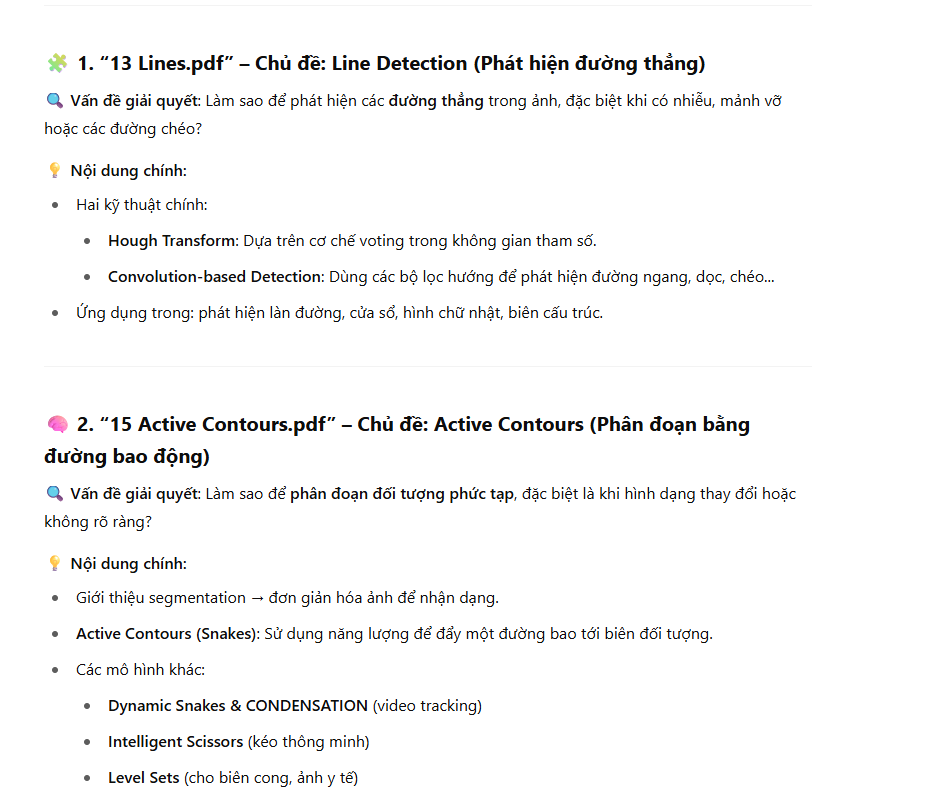 🧩 1. “13 Lines.pdf” – Chủ đề: Line Detection (Phát hiện đường thẳng)
🔍 Vấn đề giải quyết: Làm sao để phát hiện các đường thẳng trong ảnh, đặc biệt khi có nhiễu, mảnh vỡ
hoặc các đường chéo?
💡 Nội dung chính:
• Hai kỹ thuật chính:
• Hough Transform: Dựa trên cơ chế voting trong không gian tham số.
• Convolution-based Detection: Dùng các bộ lọc hướng để phát hiện đường ngang, dọc, chéo...
• Ứng dụng trong: phát hiện làn đường, cửa sổ, hình chữ nhật, biên cấu trúc.
🧠 2. “15 Active Contours.pdf” – Chủ đề: Active Contours (Phân đoạn bằng
đường bao động)
🔍 Vấn đề giải quyết: Làm sao để phân đoạn đối tượng phức tạp, đặc biệt là khi hình dạng thay đổi hoặc
không rõ ràng?
💡 Nội dung chính:
• Giới thiệu segmentation → đơn giản hóa ảnh để nhận dạng.
• Active Contours (Snakes): Sử dụng năng lượng để đẩy một đường bao tới biên đối tượng.
• Các mô hình khác:
• Dynamic Snakes & CONDENSATION (video tracking)
• Intelligent Scissors (kéo thông minh)
• Level Sets (cho biên cong, ảnh y tế)